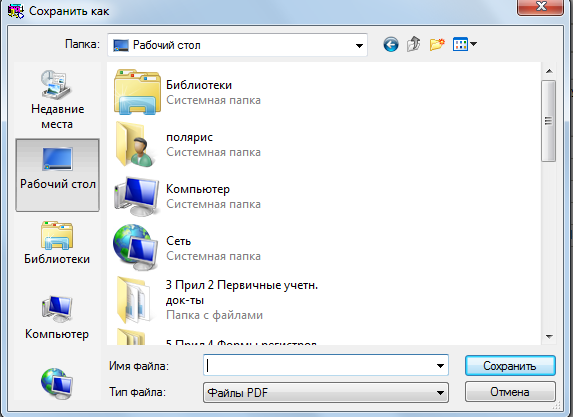 Сохранить как
Папка:
Рабочий стол
Недавние
места
Рабочий стол
Библиотеки
Компьютер
Библиотеки
Системная папка
полярис
Системная папка
Компьютер
Системная папка
Сеть
Системная папка
3 Прил 2 Первичные учетн.
док-ты
Папка с файлами
5 Прил 4 Формы регистров
Имя файла:
Сохранить
Тип файла:
Файлы PDF
Отмена